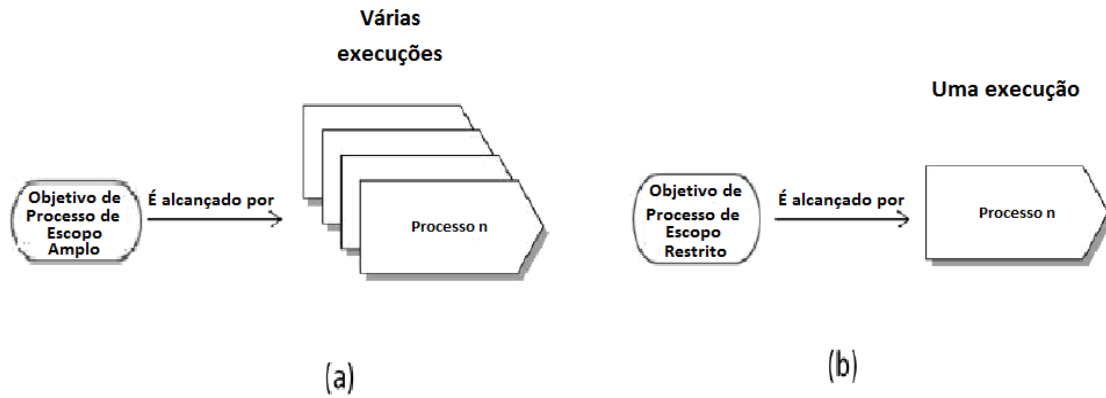 Várias
execuções
Objetivo de
Processo de
Escopo
Amplo
É alcançado por
Processo n
(a)
Uma execução
Objetivo de
Processo de
Escopo
Restrito
É alcançado por
Processo n
(b)